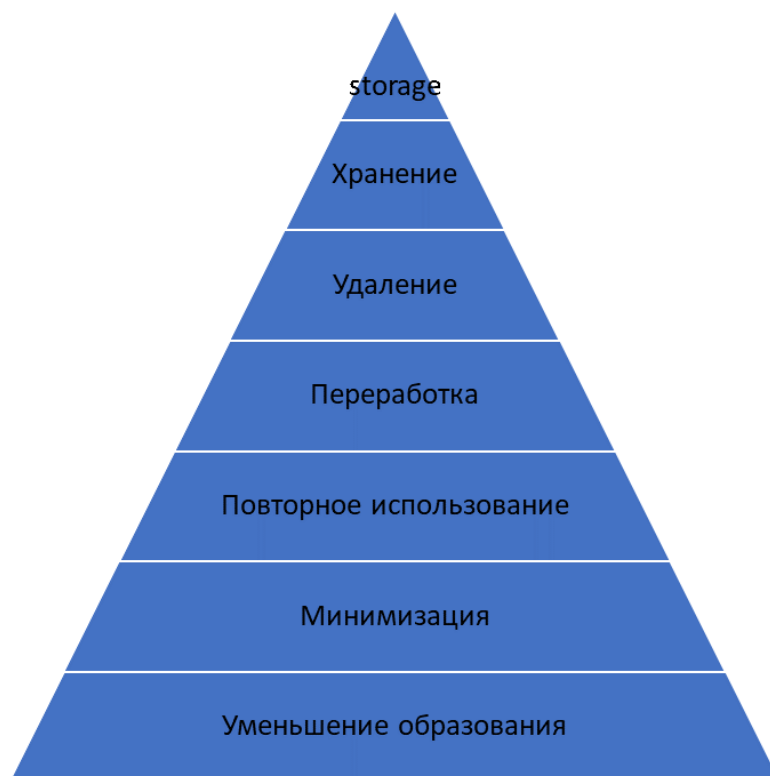 storage
Хранение
Удаление
Переработка
Повторное использование
Минимизация
Уменьшение образования